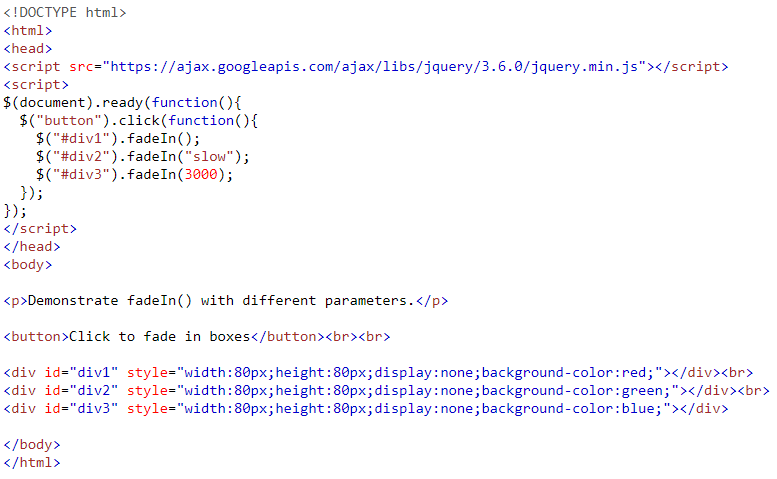 <!DOCTYPE html>
<html>
<head>
<script src="https://ajax.googleapis.com/ajax/libs/jquery/3.6.0/jquery.min.js"></script>
<script>
$(document).ready(function(){
  $("button").click(function(){
    $("#div1").fadeIn();
    $("#div2").fadeIn("slow");
    $("#div3").fadeIn(3000);
  });
});
</script>
</head>
<body>

<p>Demonstrate fadeIn() with different parameters.</p>

<button>Click to fade in boxes</button><br><br>

<div id="div1" style="width:80px;height:80px;display:none;background-color:red;"></div><br>
<div id="div2" style="width:80px;height:80px;display:none;background-color:green;"></div><br>
<div id="div3" style="width:80px;height:80px;display:none;background-color:blue;"></div>

</body>
</html>